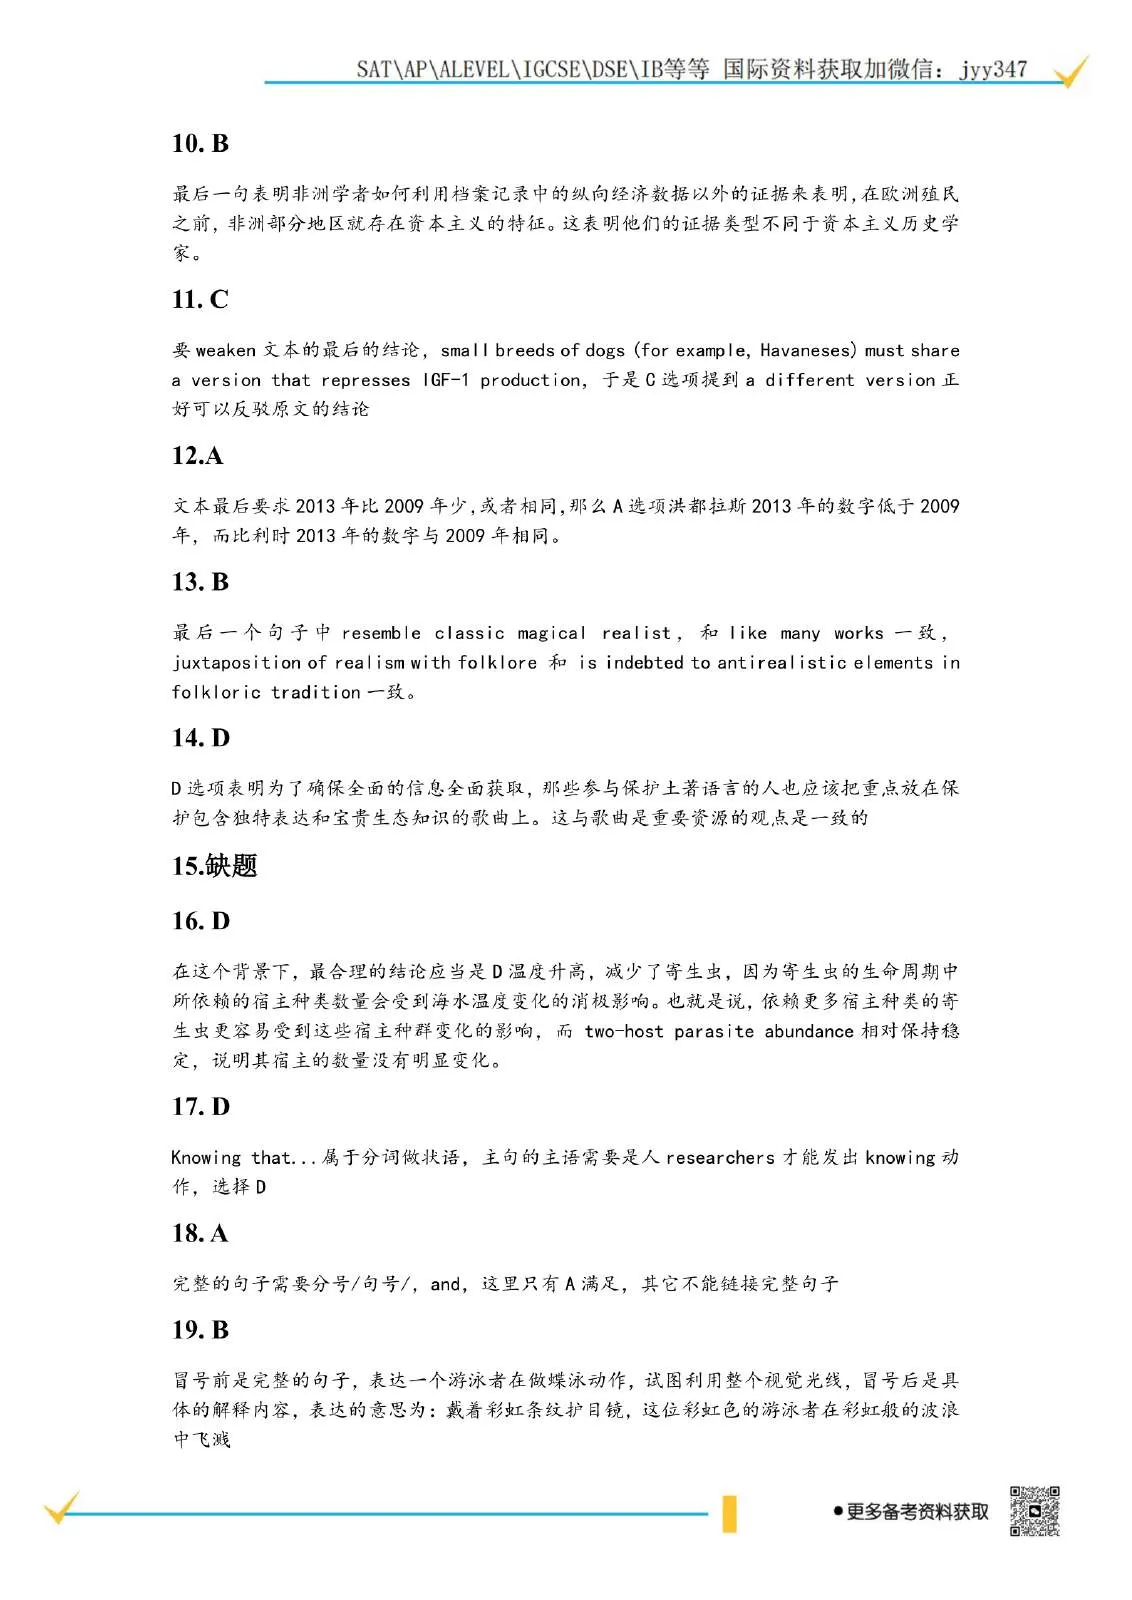 SAT\AP\ALEVEL\IGCSE\DSE\IB等等 国际资料获取加微信：jyy347
10. B
最后一句表明非洲学者如何利用档案记录中的纵向经济数据以外的证据来表明，在欧洲殖民
之前，非洲部分地区就存在资本主义的特征。这表明他们的证据类型不同于资本主义历史学
家。
11. C
要 weaken 文本的最后的结论，small breeds of dogs (for example, Havaneses) must share
a version that represses IGF-1 production，于是 C 选项提到 a different version 正
好可以反驳原文的结论
12.A
文本最后要求 2013 年比 2009 年少，或者相同，那么 A 选项洪都拉斯 2013 年的数字低于 2009
年，而比利时 2013 年的数字与 2009 年相同。
13. B
最后一个句子中 resemble classic magical realist，和 like many works 一致，
juxtaposition of realism with folklore 和 is indebted to antirealistic elements in
folkloric tradition 一致。
14. D
D 选项表明为了确保全面的信息全面获取，那些参与保护土著语言的人也应该把重点放在保
护包含独特表达和宝贵生态知识的歌曲上。这与歌曲是重要资源的观点是一致的
15.缺题
16. D
在这个背景下，最合理的结论应当是 D 温度升高，减少了寄生虫，因为寄生虫的生命周期中
所依赖的宿主种类数量会受到海水温度变化的消极影响。也就是说，依赖更多宿主种类的寄
生虫更容易受到这些宿主种群变化的影响，而 two-host parasite abundance 相对保持稳
定，说明其宿主的数量没有明显变化。
17. D
Knowing that...属于分词做状语，主句的主语需要是人 researchers 才能发出 knowing 动
作，选择 D
18. A
完整的句子需要分号/句号/，and，这里只有 A 满足，其它不能链接完整句子
19. B
冒号前是完整的句子，表达一个游泳者在做蝶泳动作，试图利用整个视觉光线，冒号后是具
体的解释内容，表达的意思为：戴着彩虹条纹护目镜，这位彩虹色的游泳者在彩虹般的波浪
中飞溅
●更多备考资料获取